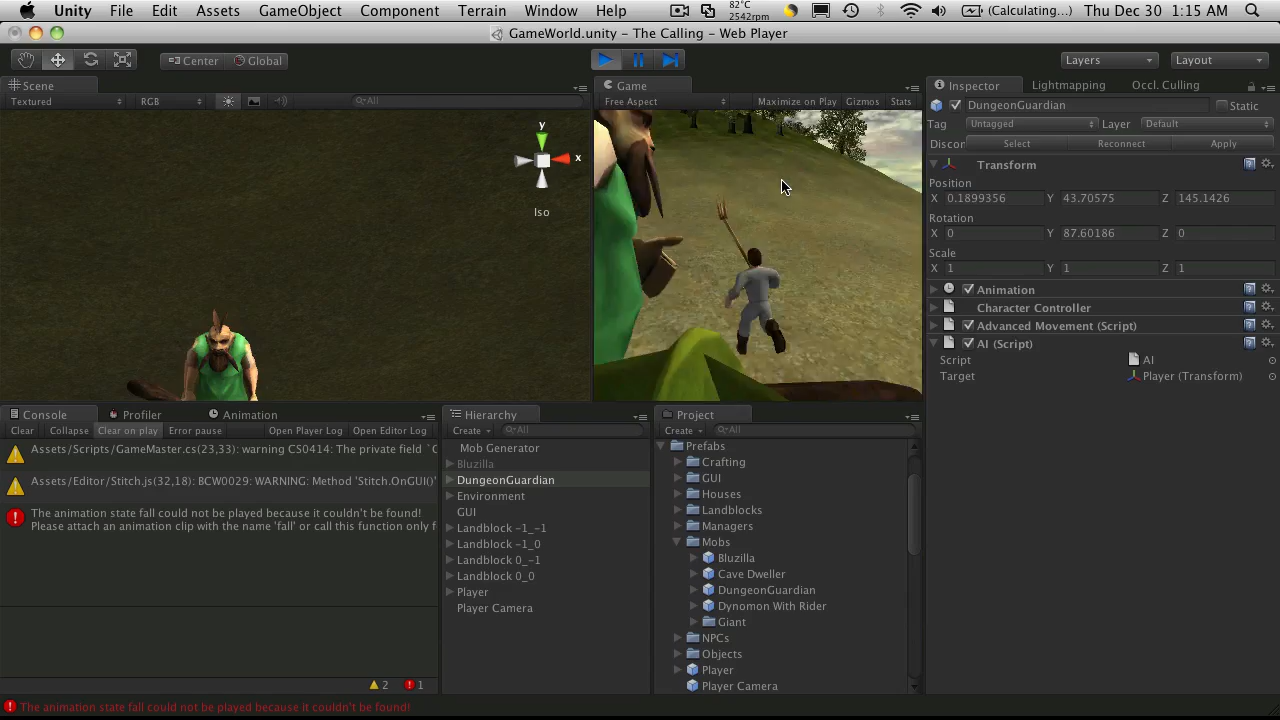 Unity File Edit Assets GameObject Component Terrain Window Help 82°C 2542rpm (Calculating... Thu Dec 30 1:15 AM
GameWorld.unity – The Calling – Web Player
Center Global Layers Layout
Scene
Textured RGB All
y
x
Iso
Game
Free Aspect Maximize on Play Gizmos Stats
Inspector Lightmapping Occl. Culling
DungeonGuardian Static
Tag Untagged Layer Default
Discor Select Reconnect Apply
Transform
Position
X 0.1899356 Y 43.70575 Z 145.1426
Rotation
X 0 Y 87.60186 Z 0
Scale
X 1 Y 1 Z 1
Animation
Character Controller
Advanced Movement (Script)
AI (Script)
Script AI
Target Player (Transform)
Console Profiler Animation
Clear Collapse Clear on play Error pause Open Player Log Open Editor Log
Assets/Scripts/GameMaster.cs(23,33): warning CS0414: The private field `C
Assets/Editor/Stitch.js(32,18): BCW0029: WARNING: Method 'Stitch.OnGUI()'
The animation state fall could not be played because it couldn't be found!
Please attach an animation clip with the name 'fall' or call this function only f
2 1
Hierarchy
Create All
Mob Generator
Bluzilla
DungeonGuardian
Environment
GUI
Landblock -1_-1
Landblock -1_0
Landblock 0_-1
Landblock 0_0
Player
Player Camera
Project
Create All
Prefabs
Crafting
GUI
Houses
Landblocks
Managers
Mobs
Bluzilla
Cave Dweller
DungeonGuardian
Dynomon With Rider
Giant
NPCs
Objects
Player
Player Camera
The animation state fall could not be played because it couldn't be found!